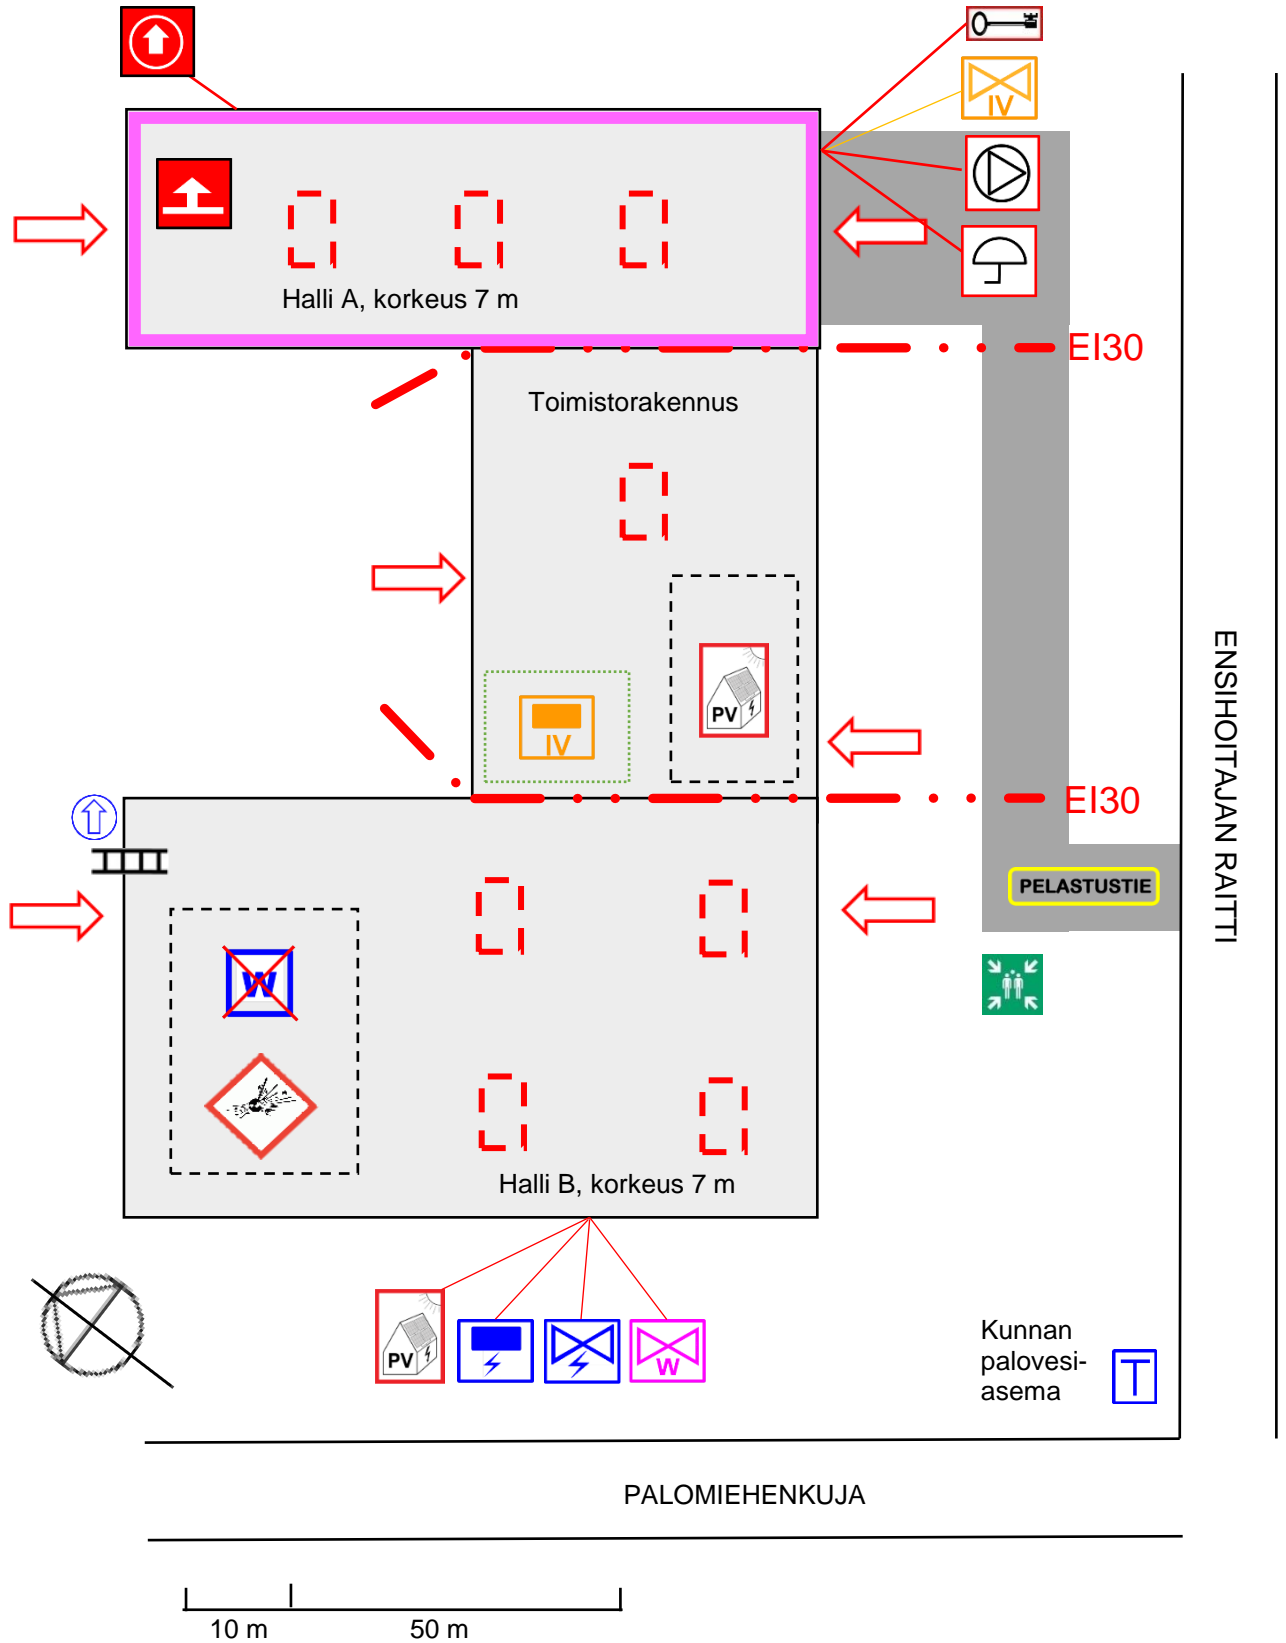 IV
Halli A, korkeus 7 m
EI30
Toimistorakennus
PV
IV
EI30
ENSIHOITAJAN RAITTI
PELASTUSTIE
W
Halli B, korkeus 7 m
PV
W
Kunnan
palovesi-
asema
T
PALOMIEHENKUJA
10 m
50 m